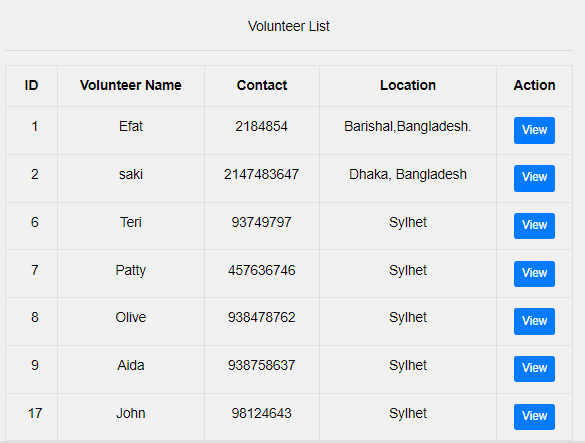 Volunteer List
ID Volunteer Name Contact Location Action
1 Efat 2184854 Barishal,Bangladesh. View
2 saki 2147483647 Dhaka, Bangladesh View
6 Teri 93749797 Sylhet View
7 Patty 457636746 Sylhet View
8 Olive 938478762 Sylhet View
9 Aida 938758637 Sylhet View
17 John 98124643 Sylhet View